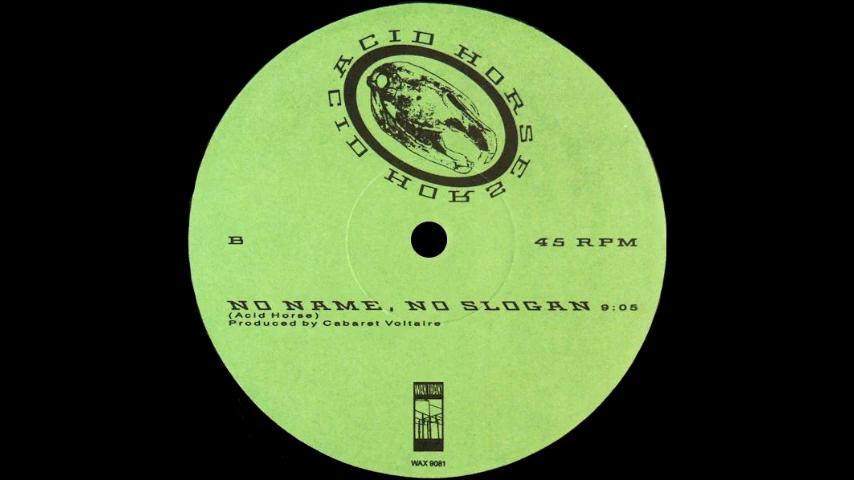 ACID HORSE
ACID HORSE
B
45 RPM
NO NAME, NO SLOGAN 9:05
(Acid Horse)
Produced by Cabaret Voltaire
WAX TRAX!
WAX 9081